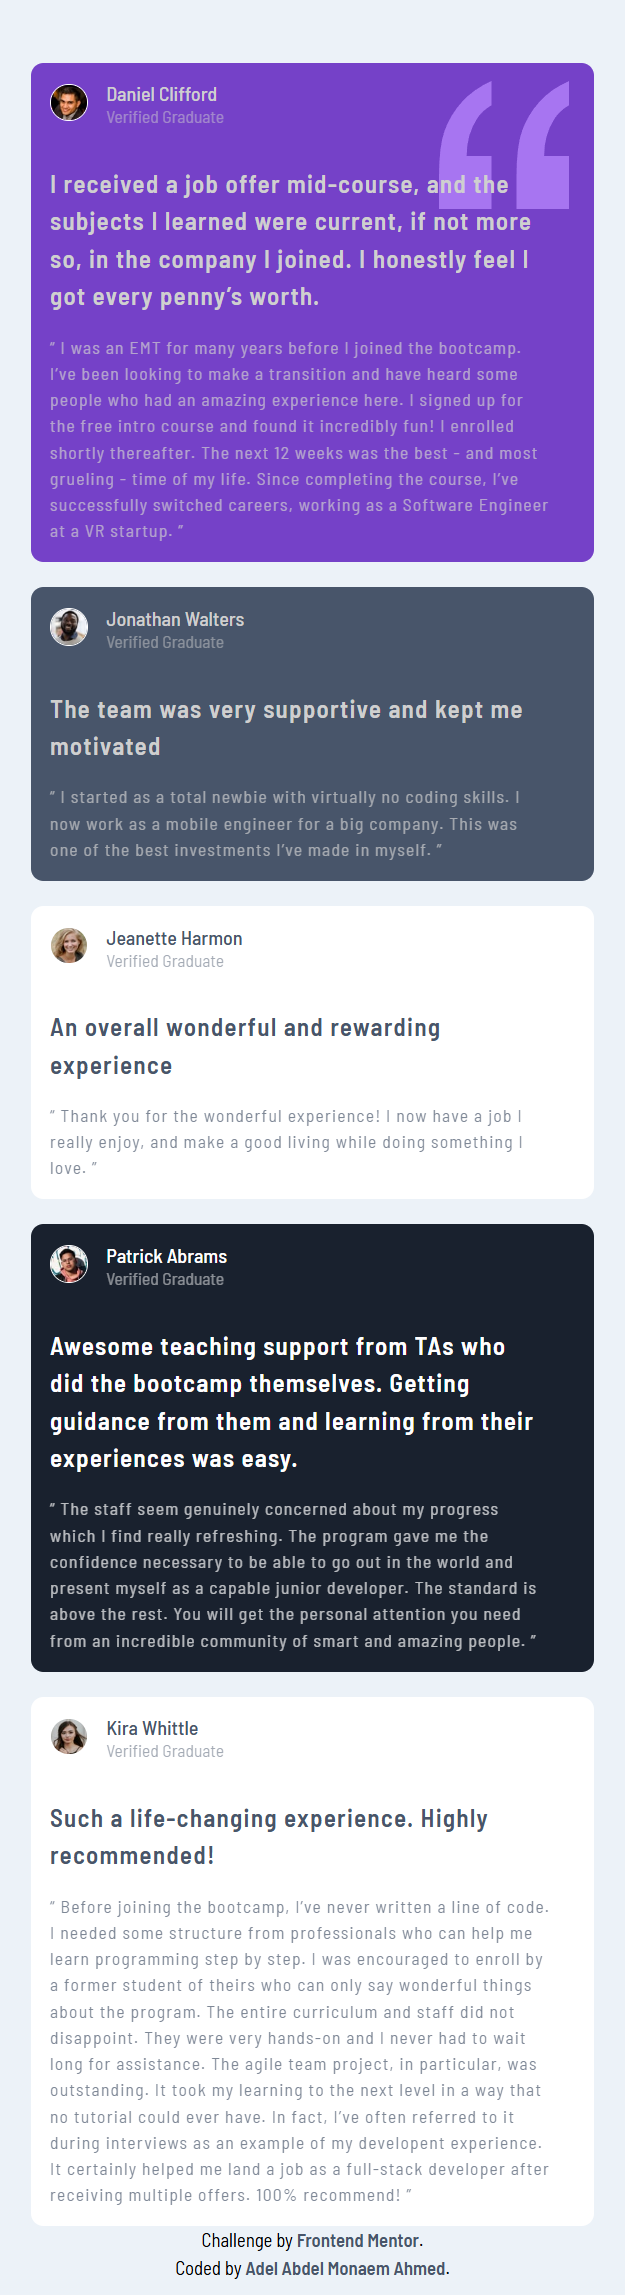 Daniel Clifford
Verified Graduate
I received a job offer mid-course, and the
subjects I learned were current, if not more
so, in the company I joined. I honestly feel I
got every penny’s worth.
“ I was an EMT for many years before I joined the bootcamp.
I’ve been looking to make a transition and have heard some
people who had an amazing experience here. I signed up for
the free intro course and found it incredibly fun! I enrolled
shortly thereafter. The next 12 weeks was the best - and most
grueling - time of my life. Since completing the course, I’ve
successfully switched careers, working as a Software Engineer
at a VR startup. ”
Jonathan Walters
Verified Graduate
The team was very supportive and kept me
motivated
“ I started as a total newbie with virtually no coding skills. I
now work as a mobile engineer for a big company. This was
one of the best investments I’ve made in myself. ”
Jeanette Harmon
Verified Graduate
An overall wonderful and rewarding
experience
“ Thank you for the wonderful experience! I now have a job I
really enjoy, and make a good living while doing something I
love. ”
Patrick Abrams
Verified Graduate
Awesome teaching support from TAs who
did the bootcamp themselves. Getting
guidance from them and learning from their
experiences was easy.
“ The staff seem genuinely concerned about my progress
which I find really refreshing. The program gave me the
confidence necessary to be able to go out in the world and
present myself as a capable junior developer. The standard is
above the rest. You will get the personal attention you need
from an incredible community of smart and amazing people. ”
Kira Whittle
Verified Graduate
Such a life-changing experience. Highly
recommended!
“ Before joining the bootcamp, I’ve never written a line of code.
I needed some structure from professionals who can help me
learn programming step by step. I was encouraged to enroll by
a former student of theirs who can only say wonderful things
about the program. The entire curriculum and staff did not
disappoint. They were very hands-on and I never had to wait
long for assistance. The agile team project, in particular, was
outstanding. It took my learning to the next level in a way that
no tutorial could ever have. In fact, I’ve often referred to it
during interviews as an example of my developent experience.
It certainly helped me land a job as a full-stack developer after
receiving multiple offers. 100% recommend! ”
Challenge by Frontend Mentor.
Coded by Adel Abdel Monaem Ahmed.